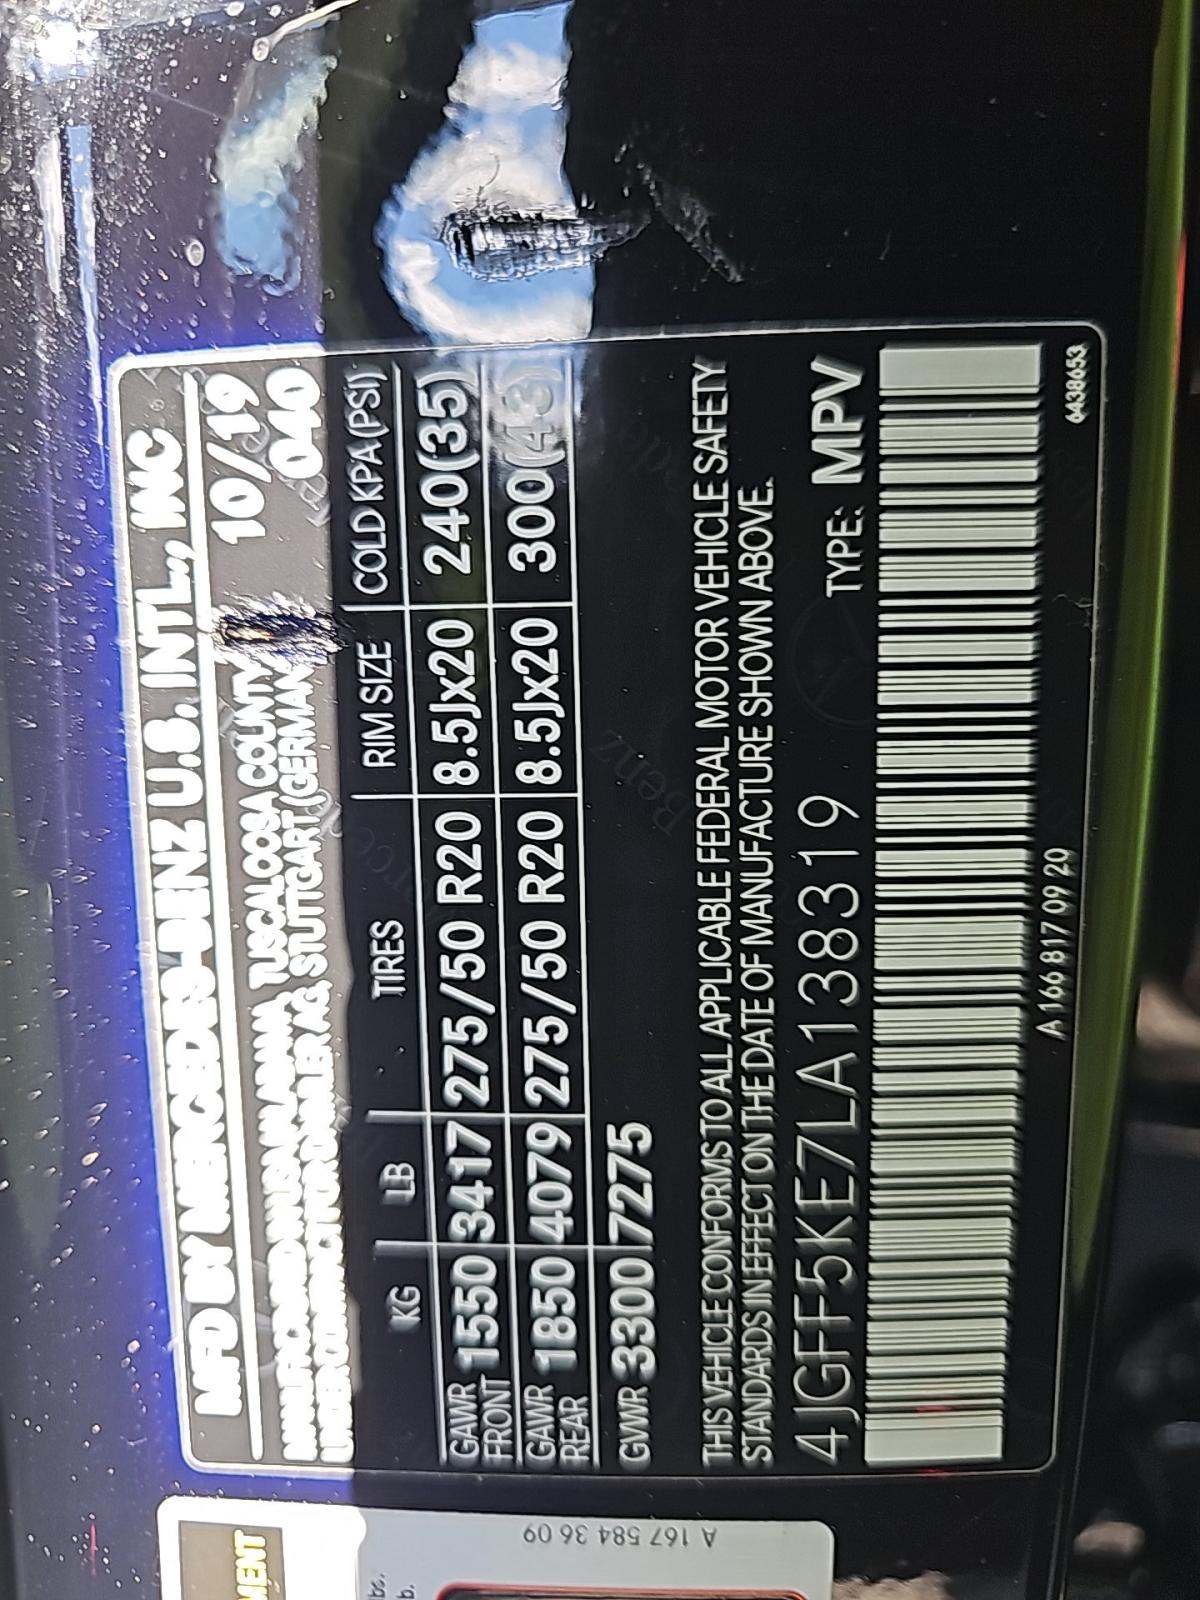 MFD BY MERCEDES-BENZ U.S. INTL., INC
TUSCALOOSA COUNTY 10/19
STUTTGART (GERMANY) 040
KG LB TIRES RIM SIZE COLD KPA(PSI)
GAWR FRONT 1550 3417 275/50 R20 8.5Jx20 240(35)
GAWR REAR 1850 4079 275/50 R20 8.5Jx20 300(43)
GVWR 3300 7275
THIS VEHICLE CONFORMS TO ALL APPLICABLE FEDERAL MOTOR VEHICLE SAFETY
STANDARDS IN EFFECT ON THE DATE OF MANUFACTURE SHOWN ABOVE.
4JGFF5KE7LA138319 TYPE: MPV
A 166 817 09 20
6438653
MENT
A 167 584 36 09
bs.
b.